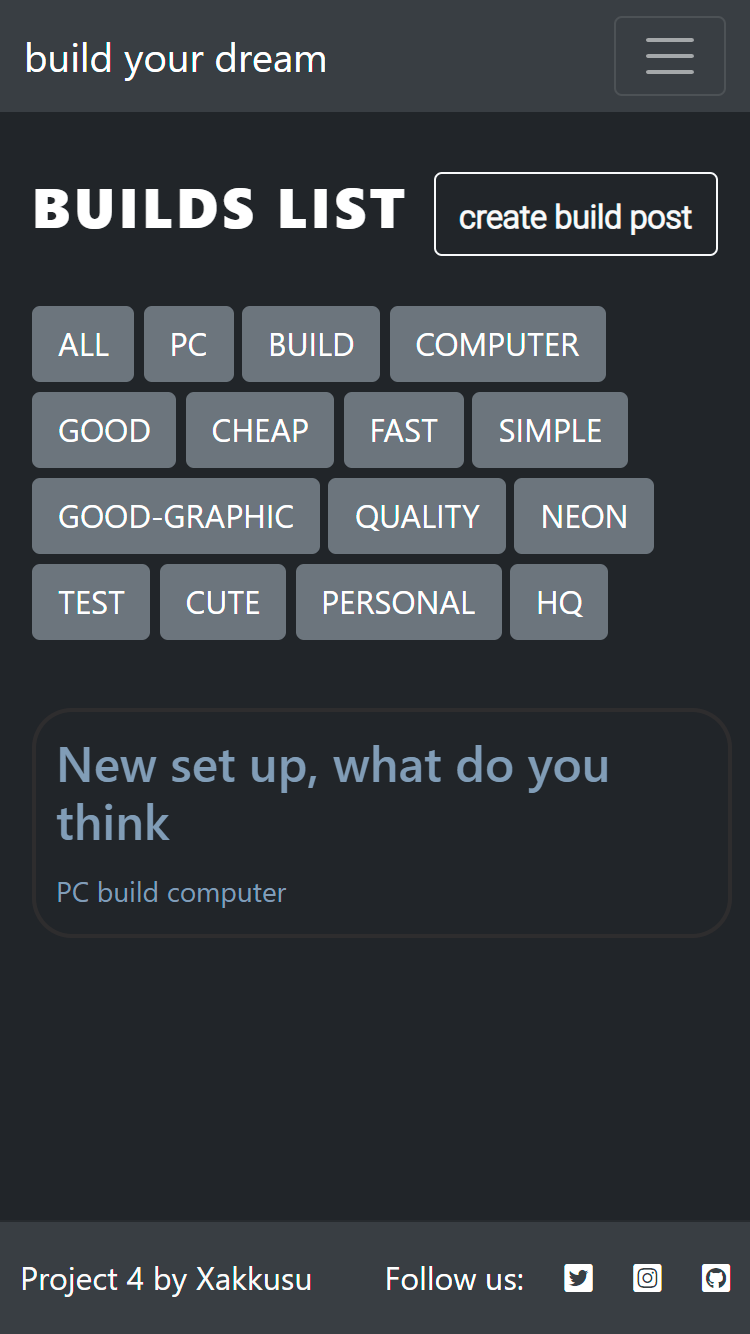 build your dream
BUILDS LIST create build post
ALL PC BUILD COMPUTER
GOOD CHEAP FAST SIMPLE
GOOD-GRAPHIC QUALITY NEON
TEST CUTE PERSONAL HQ
New set up, what do you
think
PC build computer
Project 4 by Xakkusu Follow us: